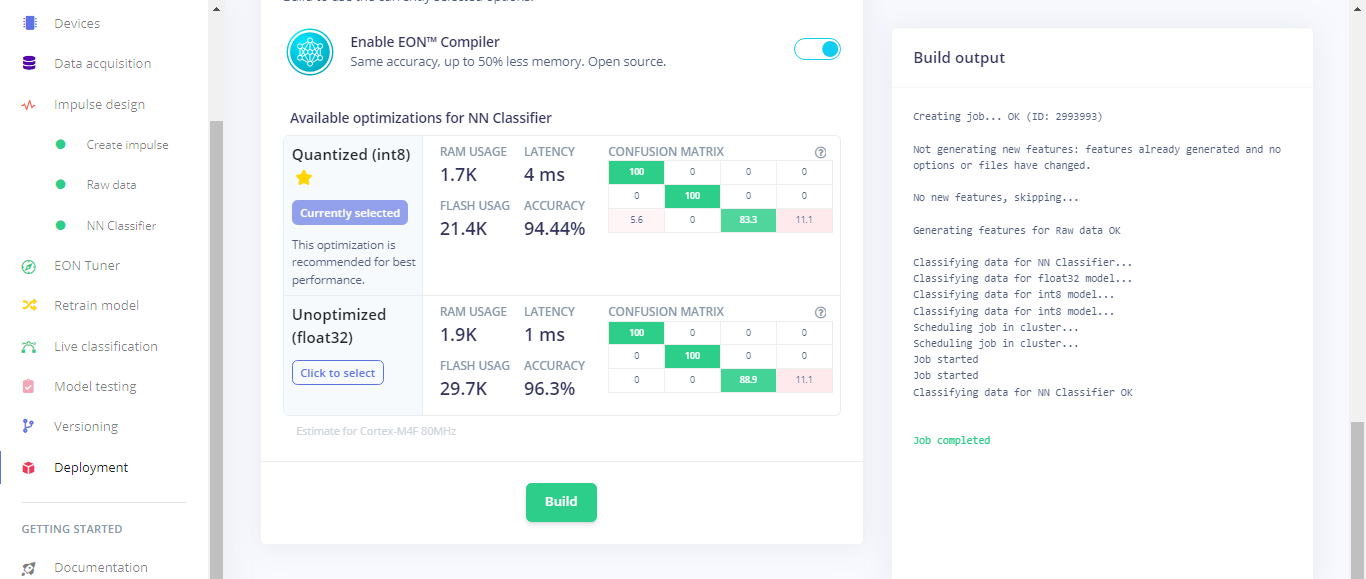 Devices
Data acquisition
Impulse design
Create impulse
Raw data
NN Classifier
EON Tuner
Retrain model
Live classification
Model testing
Versioning
Deployment
GETTING STARTED
Documentation
Enable EON™ Compiler
Same accuracy, up to 50% less memory. Open source.
Available optimizations for NN Classifier
Quantized (int8)
Currently selected
This optimization is
recommended for best
performance.
RAM USAGE LATENCY CONFUSION MATRIX ?
1.7K 4 ms
FLASH USAG ACCURACY
21.4K 94.44%
100 0 0 0
0 100 0 0
5.6 0 83.3 11.1
Unoptimized
(float32)
Click to select
RAM USAGE LATENCY CONFUSION MATRIX ?
1.9K 1 ms
FLASH USAG ACCURACY
29.7K 96.3%
100 0 0 0
0 100 0 0
0 0 88.9 11.1
Estimate for Cortex-M4F 80MHz
Build
Build output
Creating job... OK (ID: 2993993)
Not generating new features: features already generated and no
options or files have changed.
No new features, skipping...
Generating features for Raw data OK
Classifying data for NN Classifier...
Classifying data for float32 model...
Classifying data for int8 model...
Classifying data for int8 model...
Scheduling job in cluster...
Scheduling job in cluster...
Job started
Job started
Classifying data for NN Classifier OK
Job completed